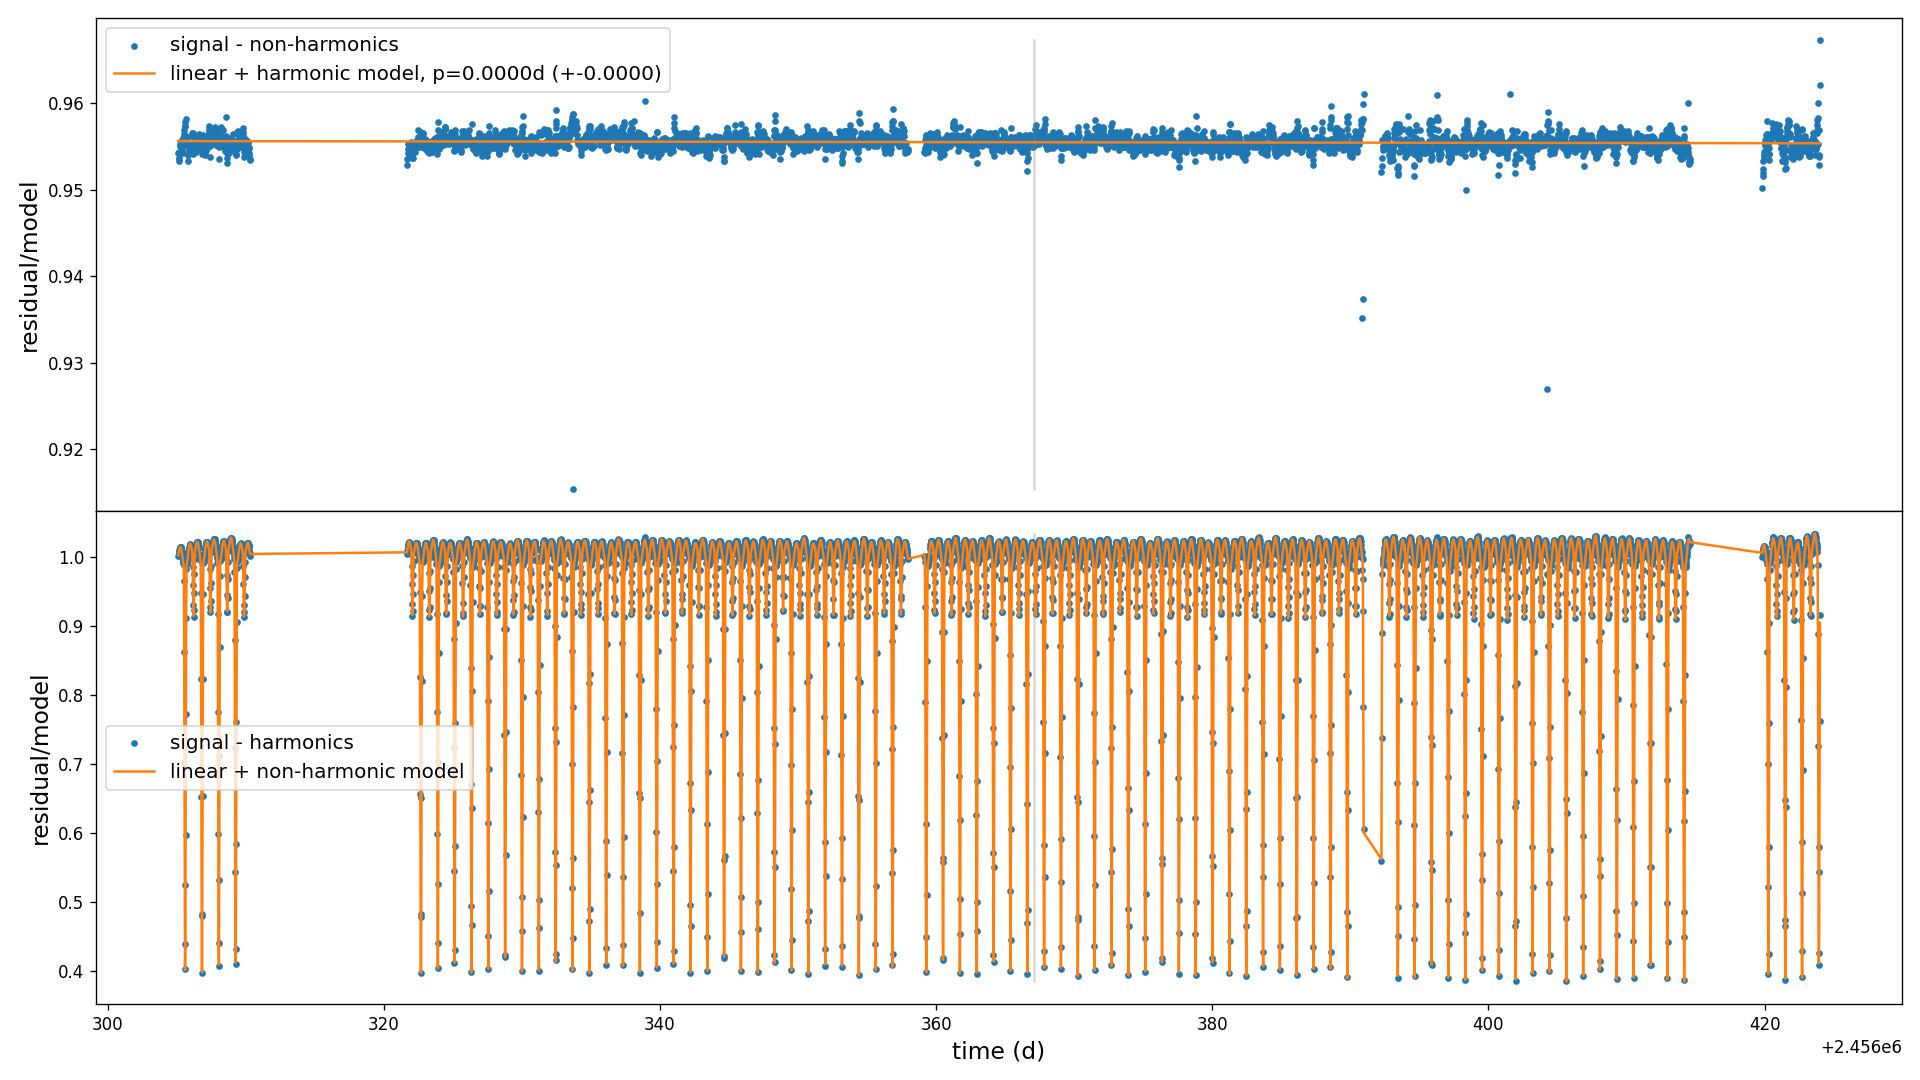 signal - non-harmonics
linear + harmonic model, p=0.0000d (+-0.0000)
0.96
0.95
0.94
0.93
0.92
residual/model
1.0
0.9
0.8
0.7
0.6
0.5
0.4
residual/model
signal - harmonics
linear + non-harmonic model
300
320
340
360
380
400
420
time (d)
+2.456e6